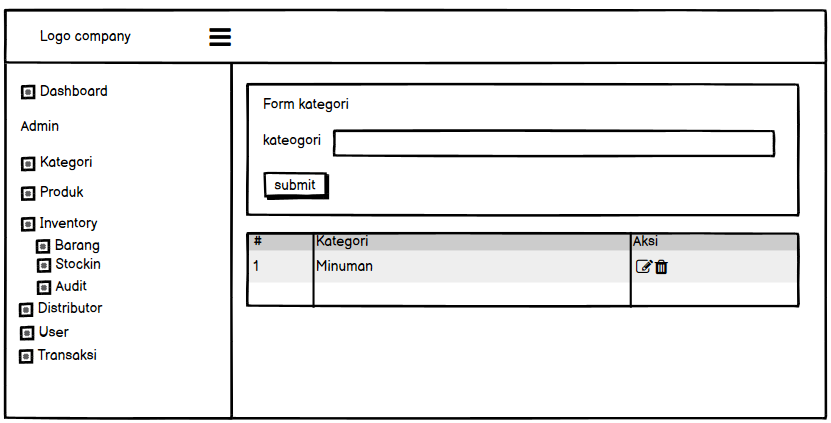 Logo company
Dashboard
Admin
Kategori
Produk
Inventory
Barang
Stockin
Audit
Distributor
User
Transaksi
Form kategori
kateogori
submit
# Kategori Aksi
1 Minuman